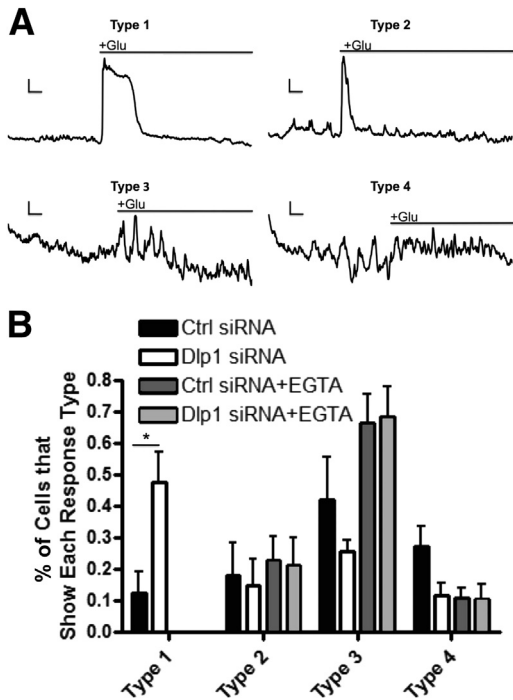 A
Type 1
Type 2
+Glu
+Glu
Type 3
Type 4
+Glu
+Glu
B
Ctrl siRNA
Dlp1 siRNA
Ctrl siRNA+EGTA
Dlp1 siRNA+EGTA
% of Cells that
Show Each Response Type
0.8
0.7
0.6
0.5
0.4
0.3
0.2
0.1
0.0
*
Type 1
Type 2
Type 3
Type 4